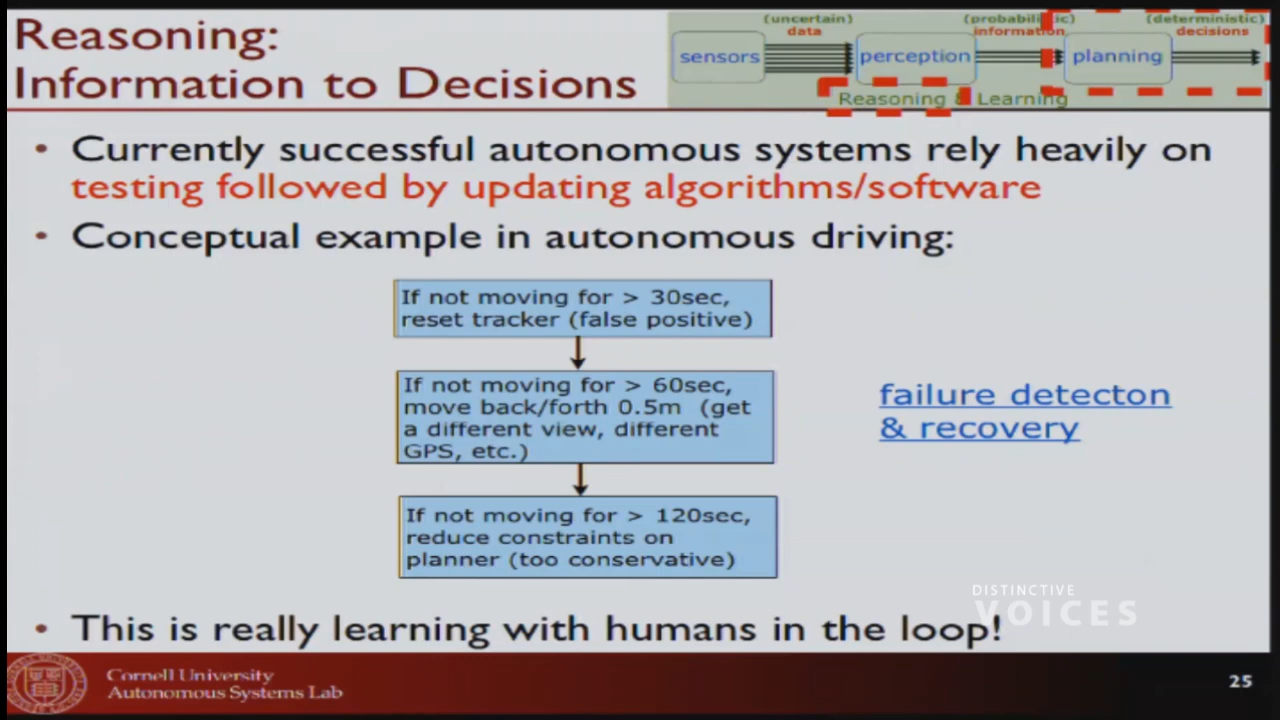 Reasoning:
Information to Decisions
(uncertain)
data
(probabilistic)
information
(deterministic)
decisions
sensors
perception
planning
Reasoning & Learning
• Currently successful autonomous systems rely heavily on
testing followed by updating algorithms/software
• Conceptual example in autonomous driving:
If not moving for > 30sec,
reset tracker (false positive)
If not moving for > 60sec,
move back/forth 0.5m (get
a different view, different
GPS, etc.)
If not moving for > 120sec,
reduce constraints on
planner (too conservative)
failure detecton
& recovery
• This is really learning with humans in the loop!
DISTINCTIVE
VOICES
Cornell University
Autonomous Systems Lab
25